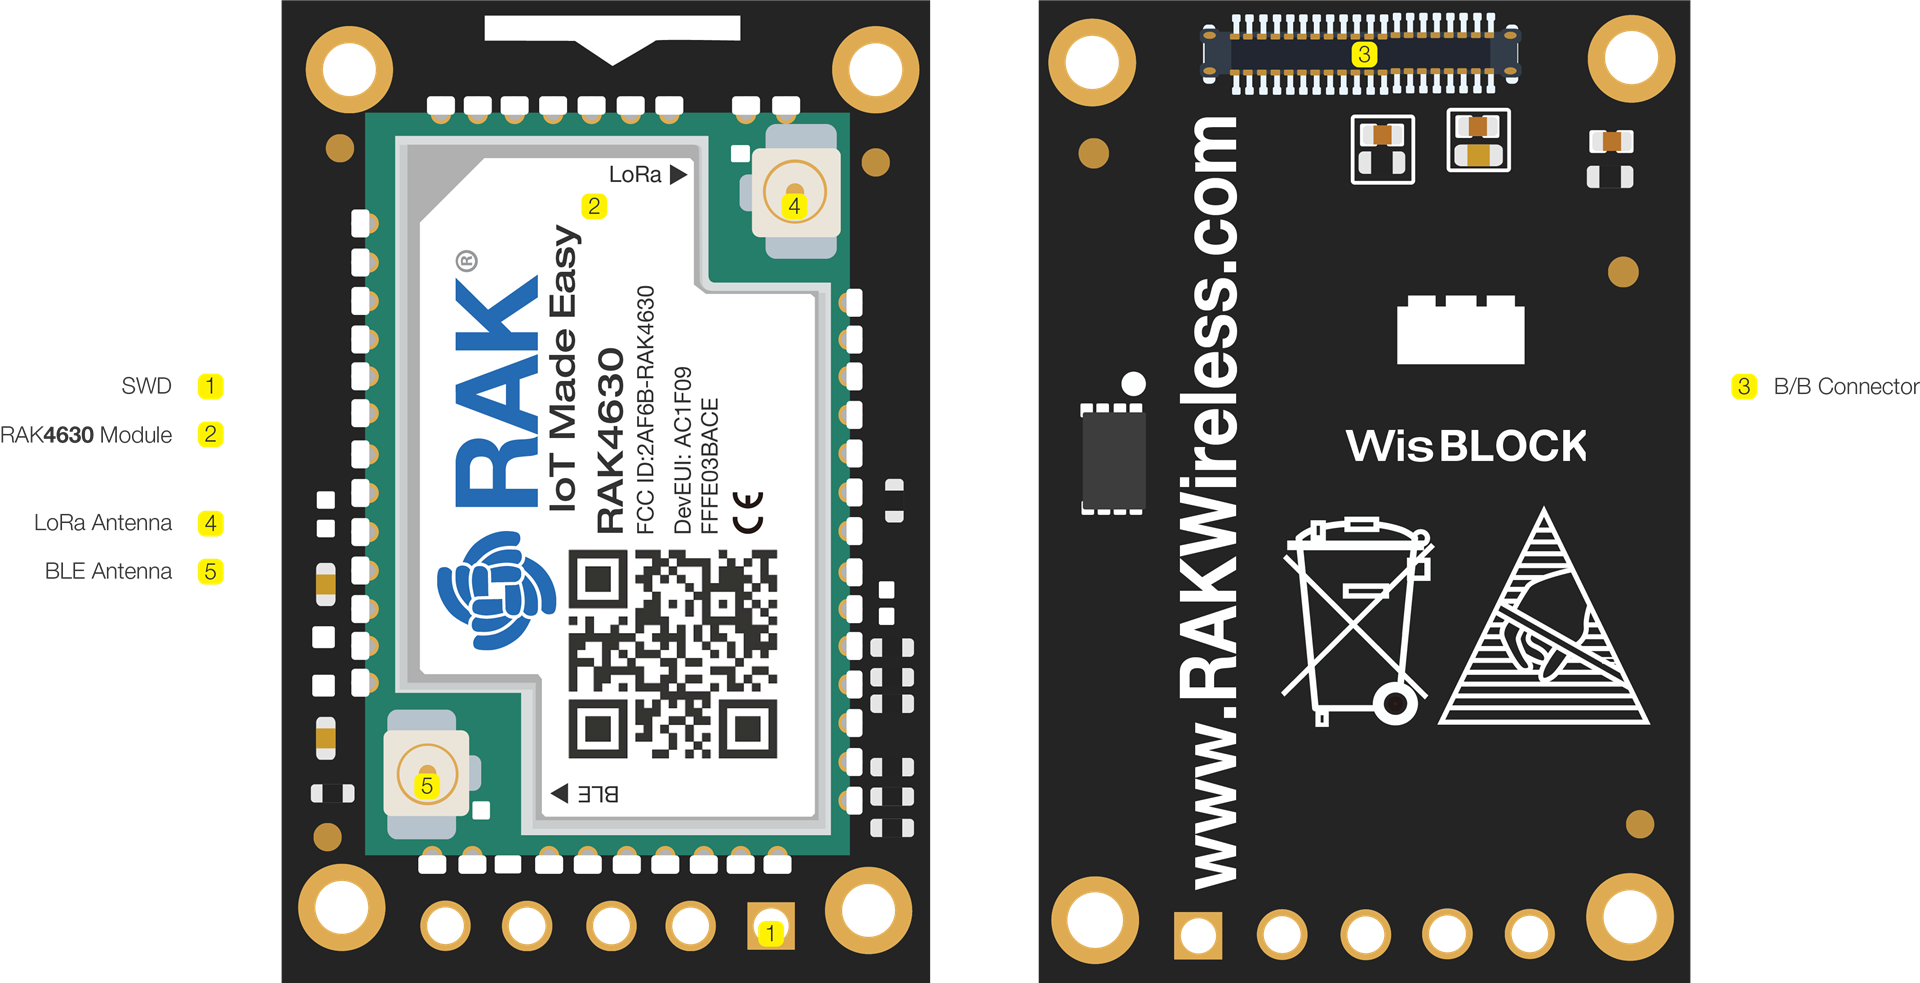 SWD 1
RAK4630 Module 2
LoRa Antenna 4
BLE Antenna 5
LoRa
2
4
RAK®
IoT Made Easy
RAK4630
FCC ID:2AF6B-RAK4630
DevEUI: AC1F09
FFFE03BACE
CE
5
BLE
1
3
www.RAKWireless.com
WisBLOCK
3 B/B Connector